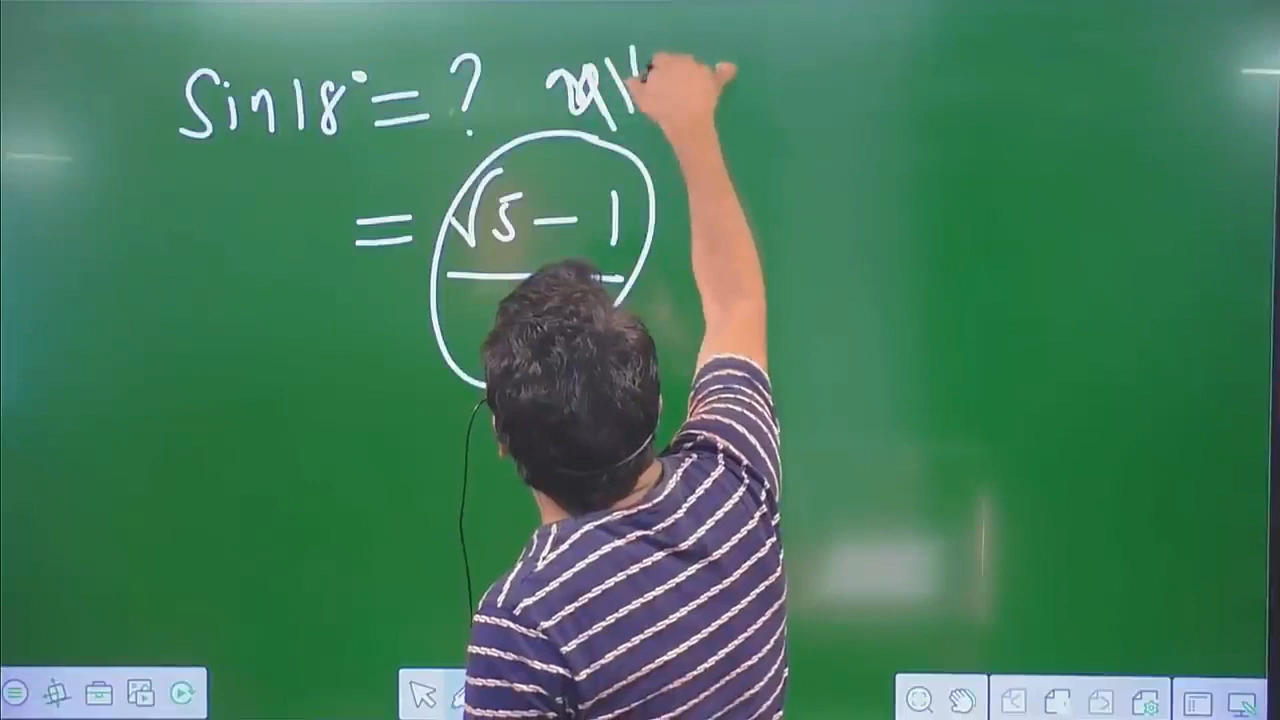 Sin18° = ?
= √5 - 1